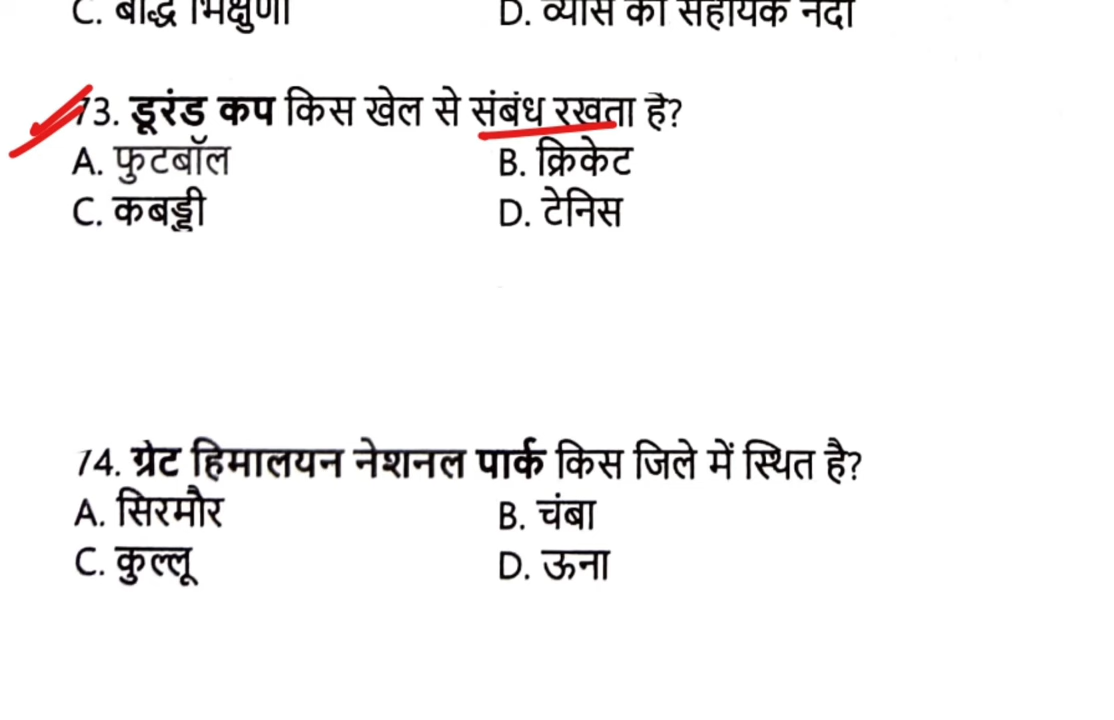 C. बौद्ध भिक्षुणी D. व्यास की सहायक नदी
73. डूरंड कप किस खेल से संबंध रखता है?
A. फुटबॉल B. क्रिकेट
C. कबड्डी D. टेनिस
74. ग्रेट हिमालयन नेशनल पार्क किस जिले में स्थित है?
A. सिरमौर B. चंबा
C. कुल्लू D. ऊना